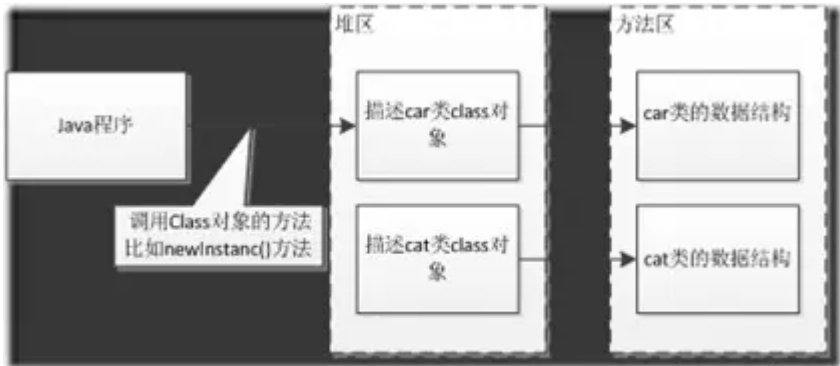 堆区
方法区
Java程序
描述car类class对
象
car类的数据结构
调用Class对象的方法
比如newInstanc()方法
描述cat类class对
象
cat类的数据结构